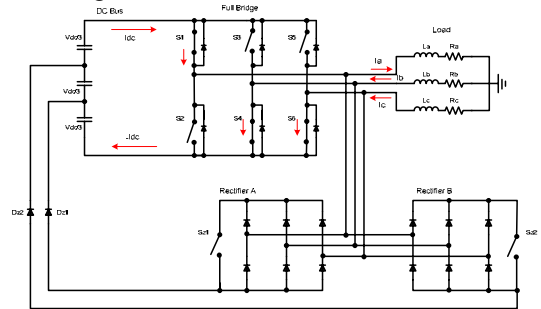 DC Bus
Full Bridge
Load
Idc
S1
S3
S5
Vdc/3
Vdc/3
Vdc/3
La
Ra
Ia
Ib
Lb
Rb
Ic
Lc
Rc
S2
S4
S6
-Idc
Rectifier A
Rectifier B
Dz2
Dz1
Sz1
Sz2